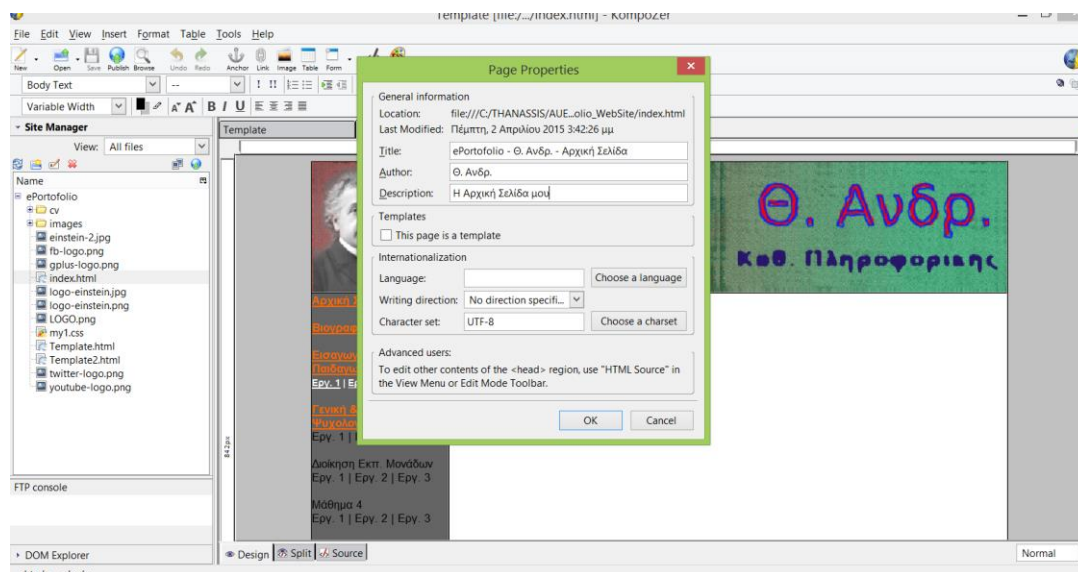 Template [file:/.../index.html] - KompoZer
File Edit View Insert Format Table Tools Help
New Open Save Publish Browse Undo Redo Anchor Link Image Table Form
Body Text
--
Variable Width
B I U
Site Manager
View: All files
Name
ePortofolio
cv
images
einstein-2.jpg
fb-logo.png
gplus-logo.png
index.html
logo-einstein.jpg
logo-einstein.png
LOGO.png
my1.css
Template.html
Template2.html
twitter-logo.png
youtube-logo.png
FTP console
DOM Explorer
Template
842px
Page Properties
General information
Location: file:///C:/THANASSIS/AUE...olio_WebSite/index.html
Last Modified: Πέμπτη, 2 Απριλίου 2015 3:42:26 μμ
Title: ePortofolio - Θ. Ανδρ. - Αρχική Σελίδα
Author: Θ. Ανδρ.
Description: Η Αρχική Σελίδα μου
Templates
This page is a template
Internationalization
Language: Choose a language
Writing direction: No direction specifi...
Character set: UTF-8 Choose a charset
Advanced users:
To edit other contents of the <head> region, use "HTML Source" in
the View Menu or Edit Mode Toolbar.
OK Cancel
Θ. Ανδρ.
Καθ. Πληροφορικης
Αρχική
Εργ. 1 |
Γενική &
Εργ. 1 |
Διοίκηση Εκπ. Μονάδων
Εργ. 1 | Εργ. 2 | Εργ. 3
Μάθημα 4
Εργ. 1 | Εργ. 2 | Εργ. 3
Design Split Source
Normal